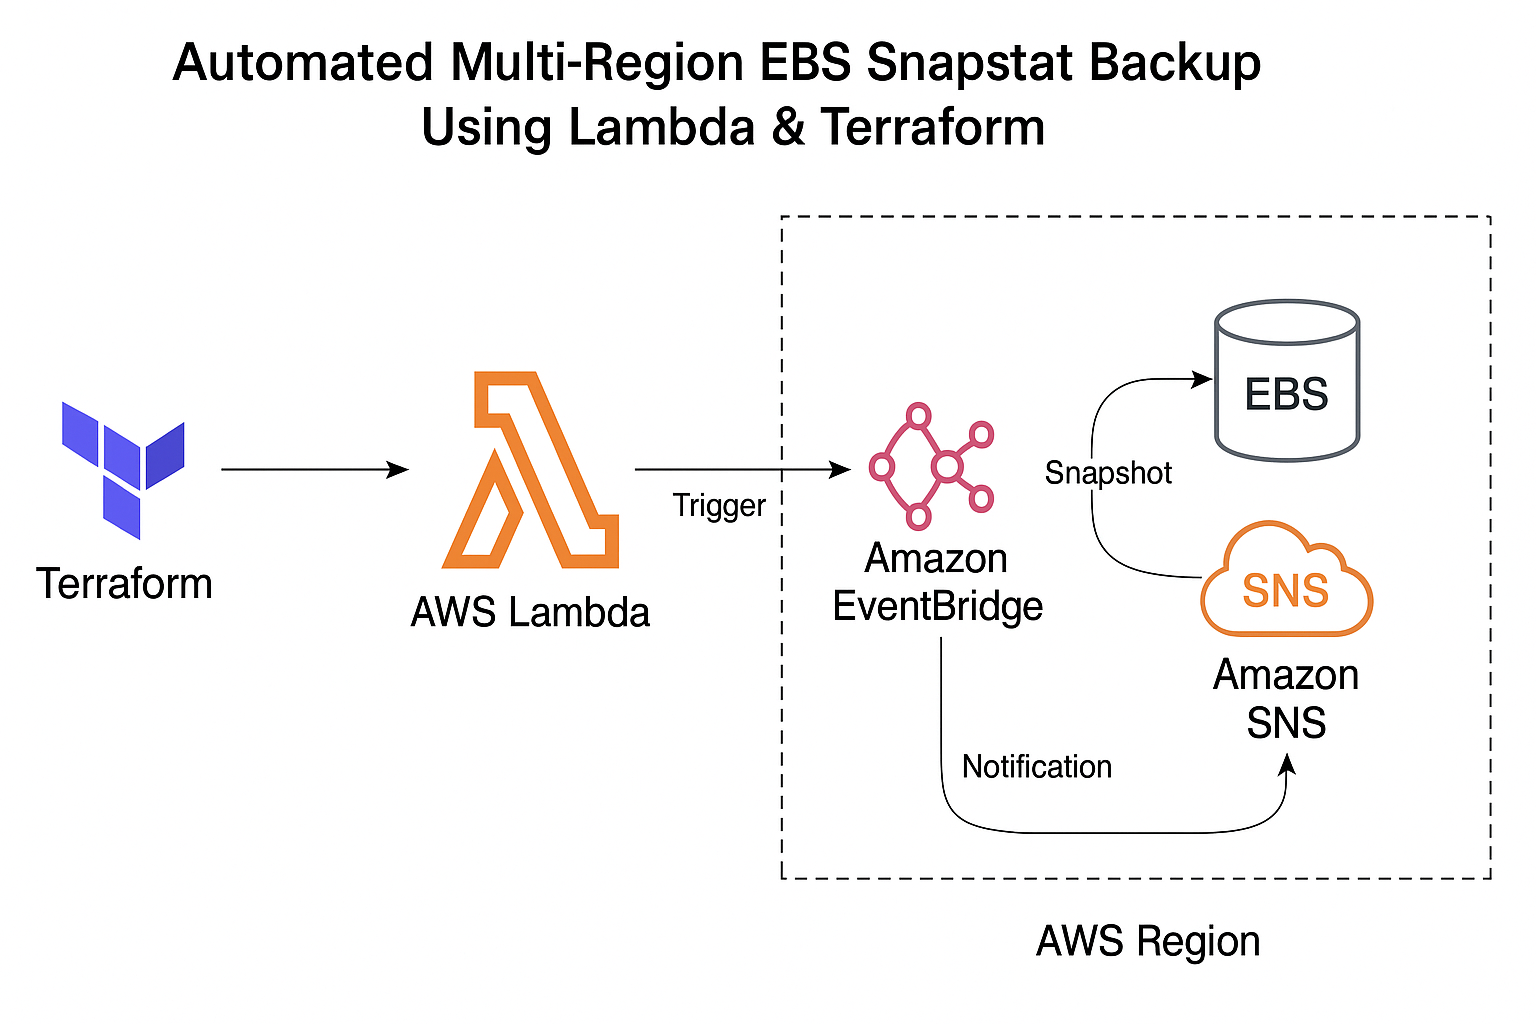 Automated Multi-Region EBS Snapstat Backup
Using Lambda & Terraform
Terraform
AWS Lambda
Trigger
Amazon
EventBridge
Snapshot
EBS
SNS
Amazon
SNS
Notification
AWS Region